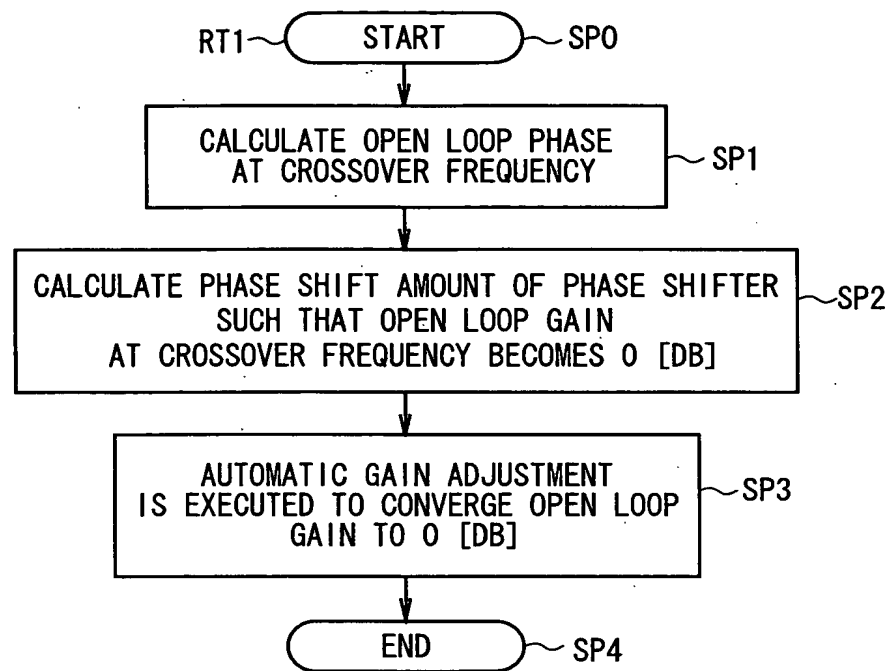 RT1 START SP0
CALCULATE OPEN LOOP PHASE
AT CROSSOVER FREQUENCY
SP1
CALCULATE PHASE SHIFT AMOUNT OF PHASE SHIFTER
SUCH THAT OPEN LOOP GAIN
AT CROSSOVER FREQUENCY BECOMES 0 [DB]
SP2
AUTOMATIC GAIN ADJUSTMENT
IS EXECUTED TO CONVERGE OPEN LOOP
GAIN TO 0 [DB]
SP3
END SP4